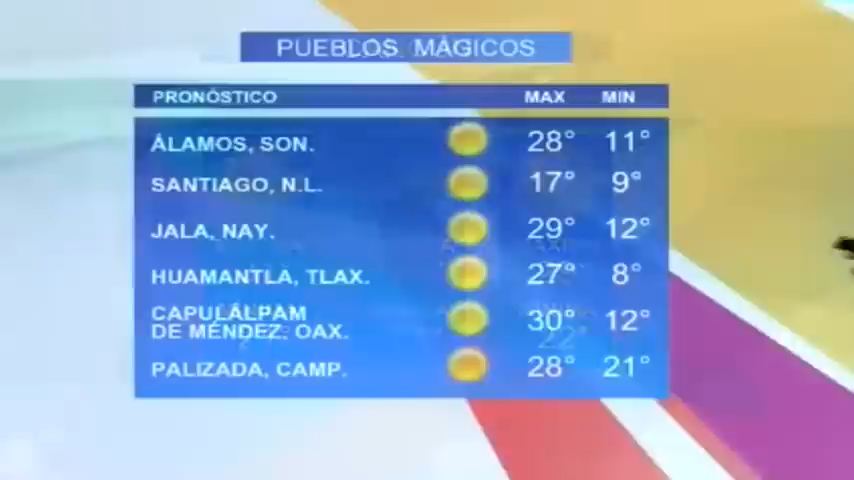 PUEBLOS MÁGICOS
PRONÓSTICO MAX MIN
ÁLAMOS, SON. 28° 11°
SANTIAGO, N.L. 17° 9°
JALA, NAY. 29° 12°
HUAMANTLA, TLAX. 27° 8°
CAPULÁLPAM
DE MÉNDEZ, OAX. 30° 12°
PALIZADA, CAMP. 28° 21°